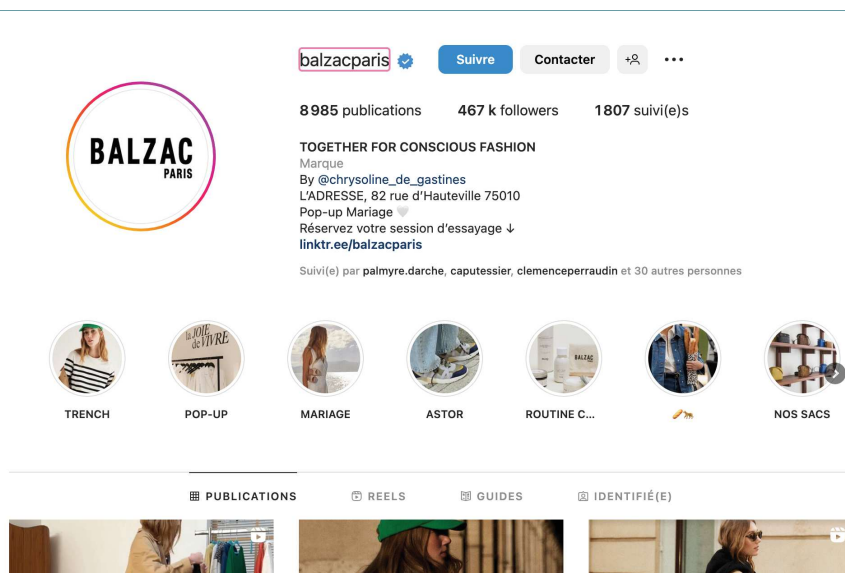 balzacparis
Suivre
Contacter
8 985 publications
467 k followers
1 807 suivi(e)s
BALZAC
PARIS
TOGETHER FOR CONSCIOUS FASHION
Marque
By @chrysoline_de_gastines
L'ADRESSE, 82 rue d'Hauteville 75010
Pop-up Mariage 🤍
Réservez votre session d'essayage ↓
linktr.ee/balzacparis
Suivi(e) par palmyre.darche, caputessier, clemenceperraudin et 30 autres personnes
la JOIE
de VIVRE
BALZAC
TRENCH
POP-UP
MARIAGE
ASTOR
ROUTINE C...
🥖🐆
NOS SACS
PUBLICATIONS
REELS
GUIDES
IDENTIFIÉ(E)